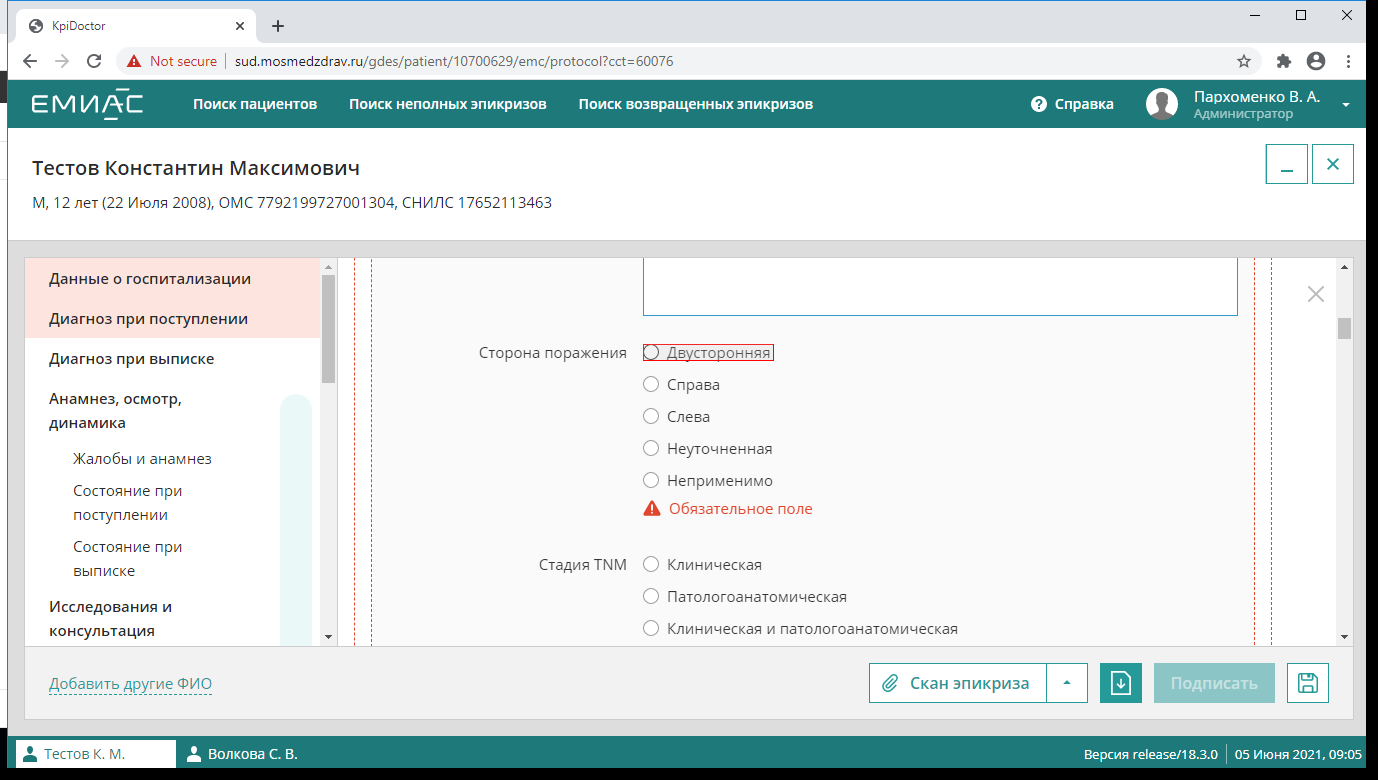 KpiDoctor
Not secure
sud.mosmedzdrav.ru/gdes/patient/10700629/emc/protocol?cct=60076
ЕМИАС
Поиск пациентов
Поиск неполных эпикризов
Поиск возвращенных эпикризов
Справка
Пархоменко В. А.
Администратор
Тестов Константин Максимович
М, 12 лет (22 Июля 2008), ОМС 7792199727001304, СНИЛС 17652113463
Данные о госпитализации
Диагноз при поступлении
Диагноз при выписке
Анамнез, осмотр,
динамика
Жалобы и анамнез
Состояние при
поступлении
Состояние при
выписке
Исследования и
консультация
Сторона поражения
Двусторонняя
Справа
Слева
Неуточненная
Неприменимо
Обязательное поле
Стадия TNM
Клиническая
Патологоанатомическая
Клиническая и патологоанатомическая
Добавить другие ФИО
Скан эпикриза
Подписать
Тестов К. М.
Волкова С. В.
Версия release/18.3.0
05 Июня 2021, 09:05